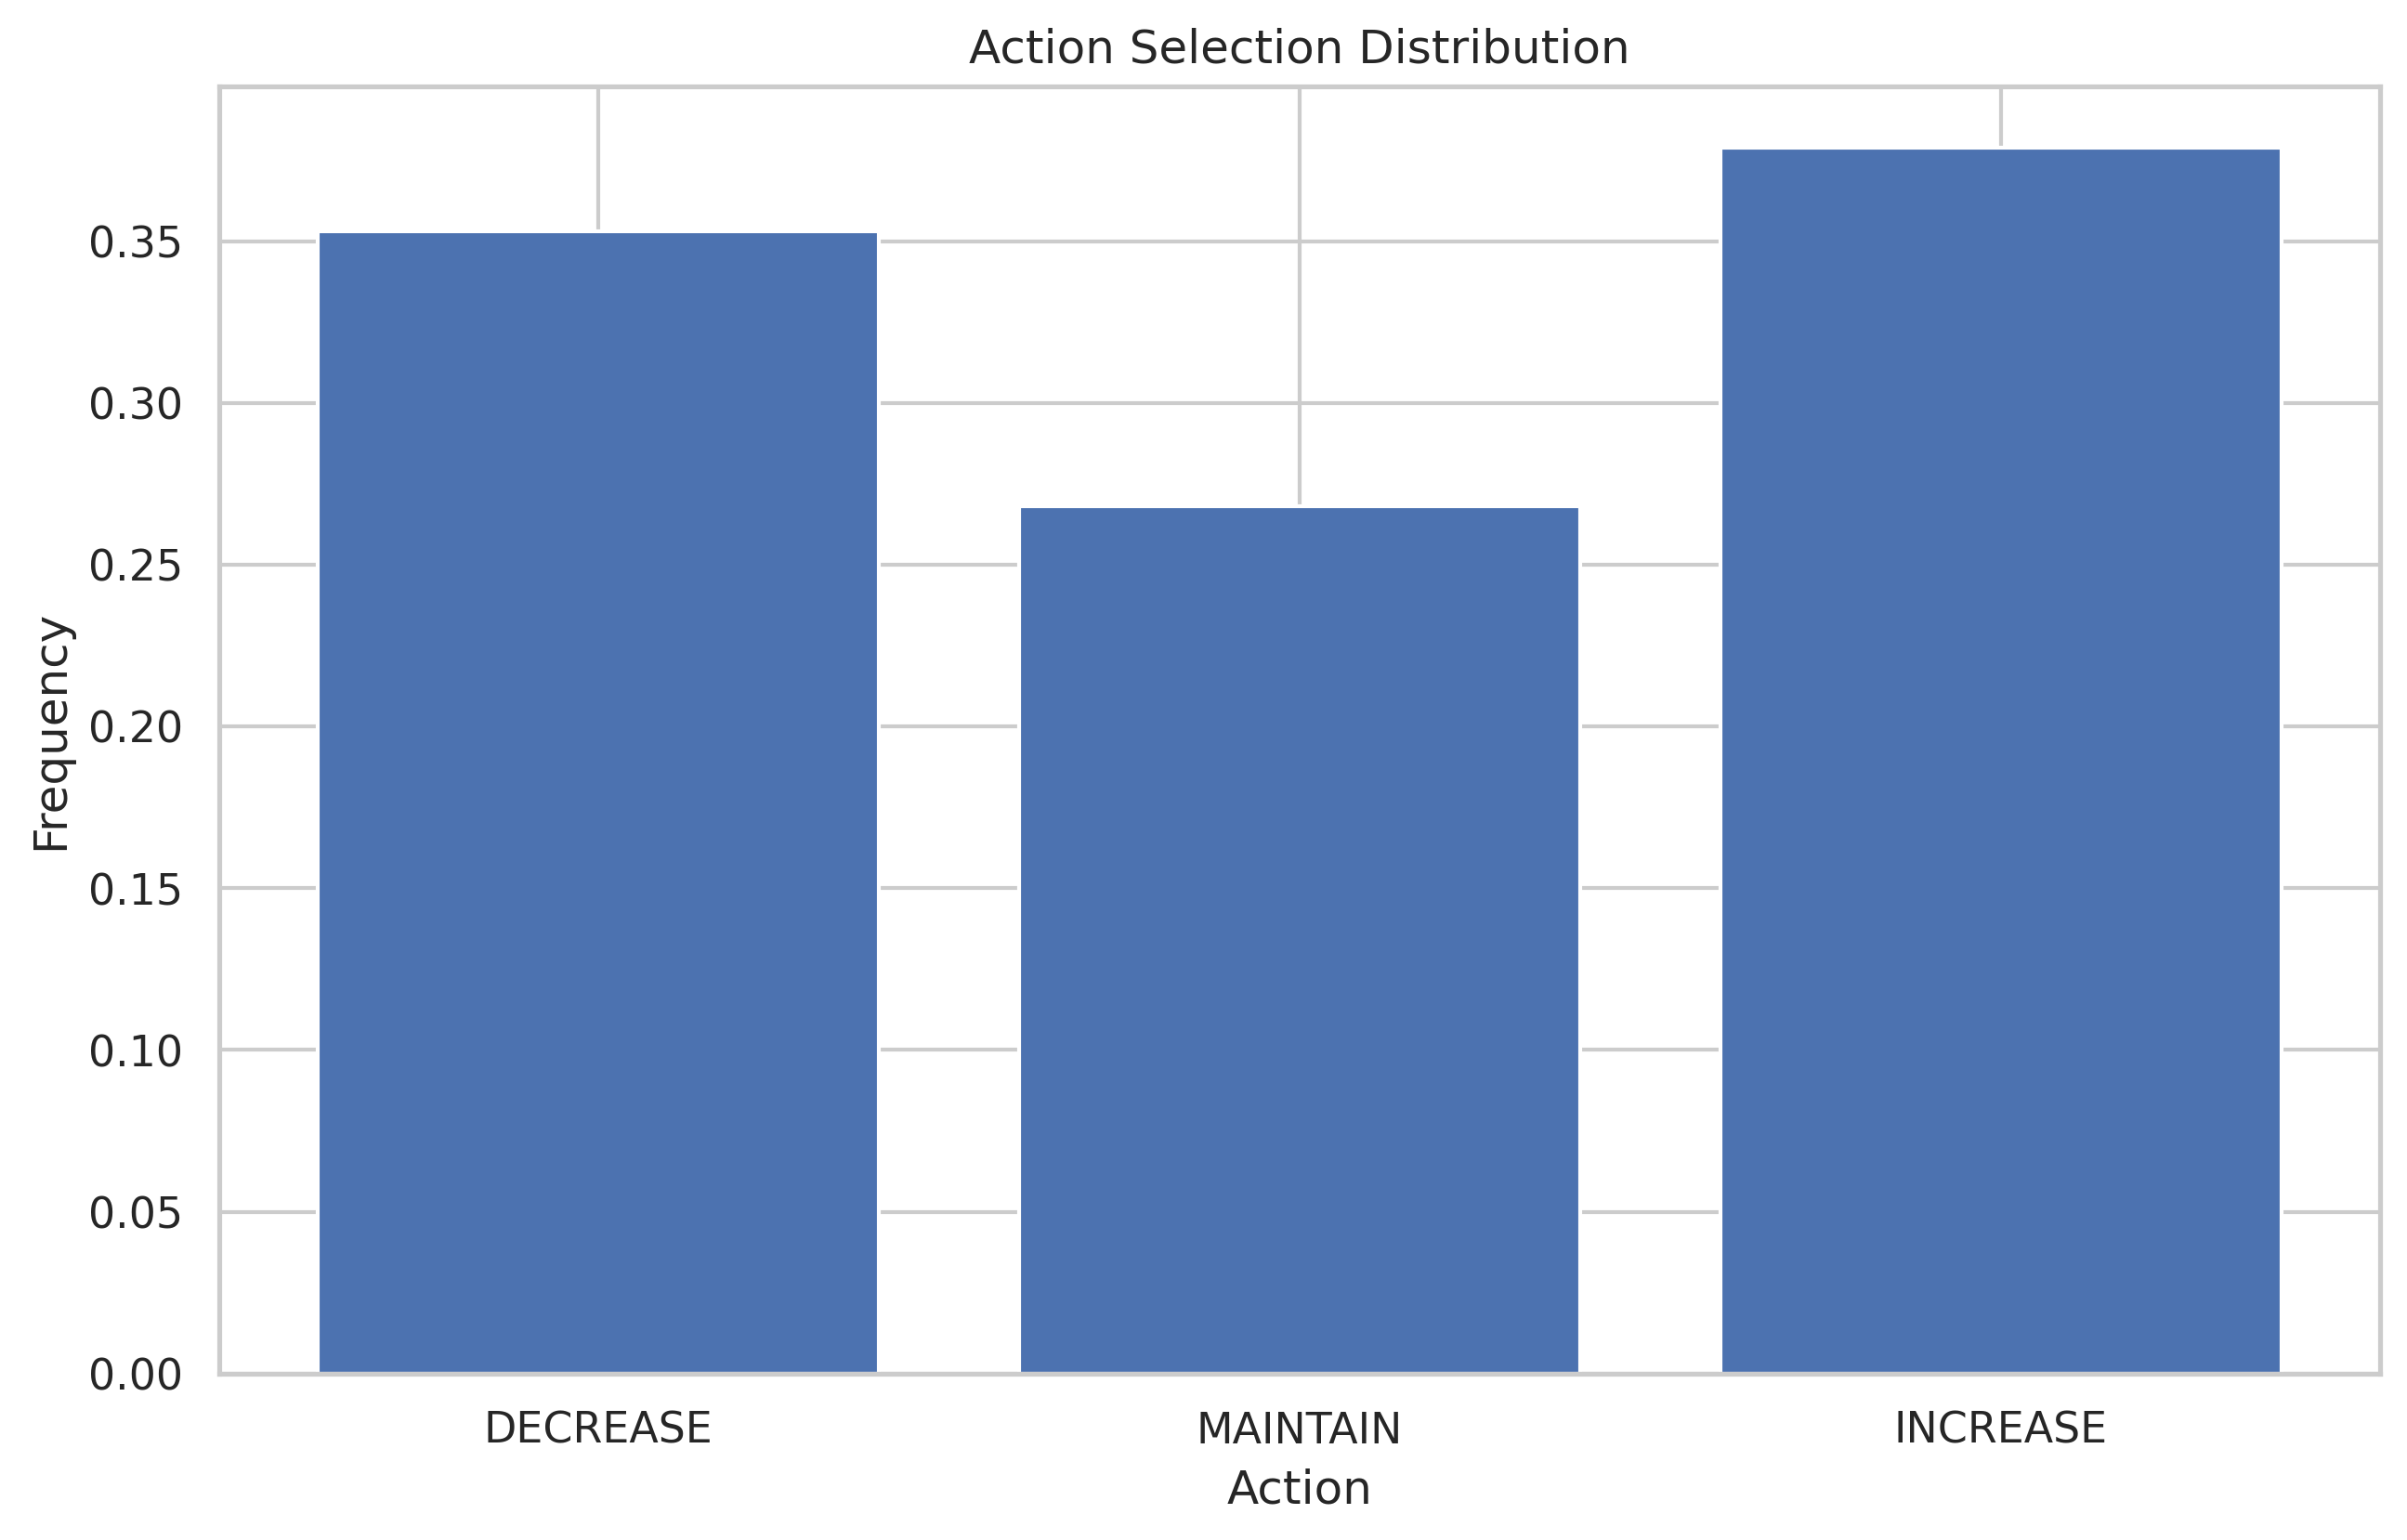 Action Selection Distribution
Frequency
0.35
0.30
0.25
0.20
0.15
0.10
0.05
0.00
DECREASE
MAINTAIN
INCREASE
Action